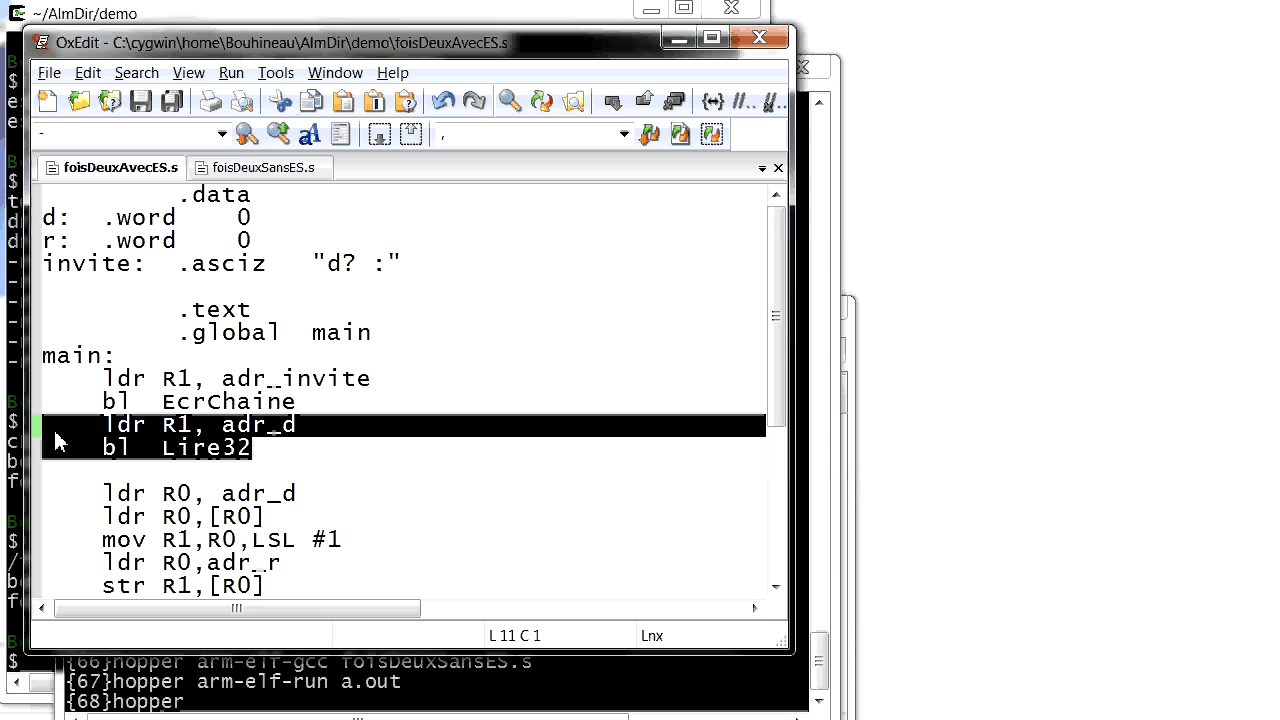 ~/AlmDir/demo
OxEdit - C:\cygwin\home\Bouhineau\AlmDir\demo\foisDeuxAvecES.s
File Edit Search View Run Tools Window Help
-
,
foisDeuxAvecES.s foisDeuxSansES.s
.data
d: .word 0
r: .word 0
invite: .asciz "d? :"
.text
.global main
main:
ldr R1, adr_invite
bl EcrChaine
ldr R1, adr_d
bl Lire32
ldr R0, adr_d
ldr R0,[R0]
mov R1,R0,LSL #1
ldr R0,adr_r
str R1,[R0]
L 11 C 1 Lnx
{66}hopper arm-elf-gcc foisDeuxSansES.s
{67}hopper arm-elf-run a.out
{68}hopper